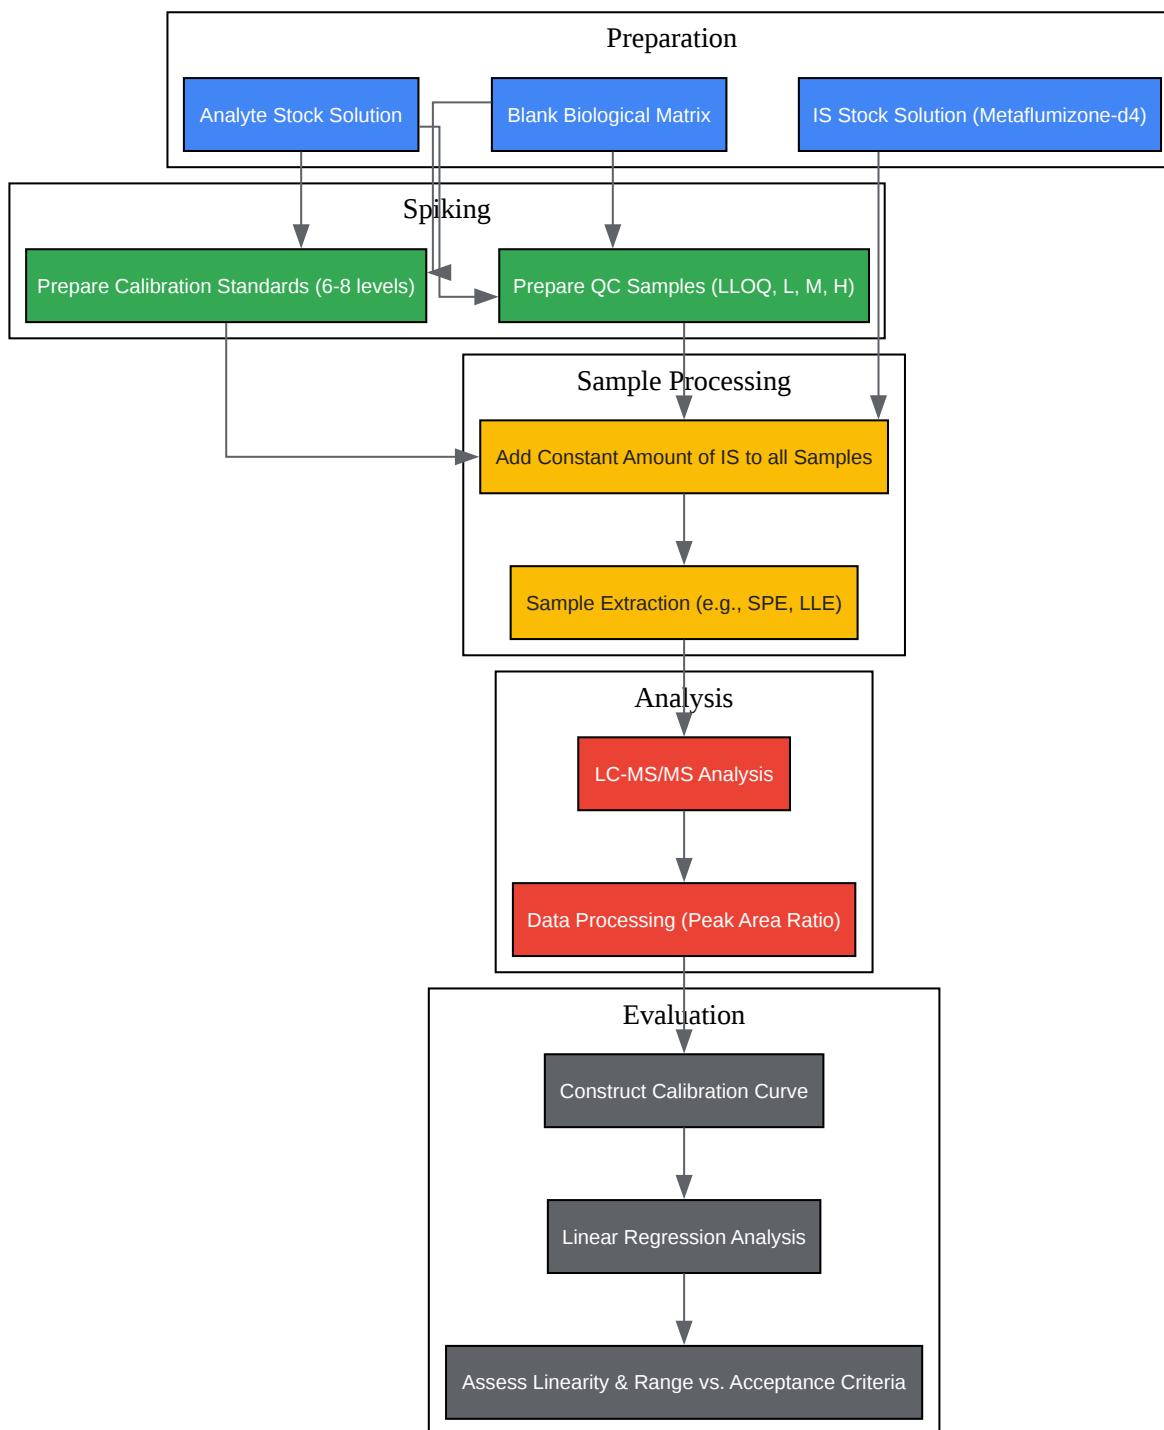 Preparation
Analyte Stock Solution
Blank Biological Matrix
IS Stock Solution (Metaflumizone-d4)
Spiking
Prepare Calibration Standards (6-8 levels)
Prepare QC Samples (LLOQ, L, M, H)
Sample Processing
Add Constant Amount of IS to all Samples
Sample Extraction (e.g., SPE, LLE)
Analysis
LC-MS/MS Analysis
Data Processing (Peak Area Ratio)
Evaluation
Construct Calibration Curve
Linear Regression Analysis
Assess Linearity & Range vs. Acceptance Criteria